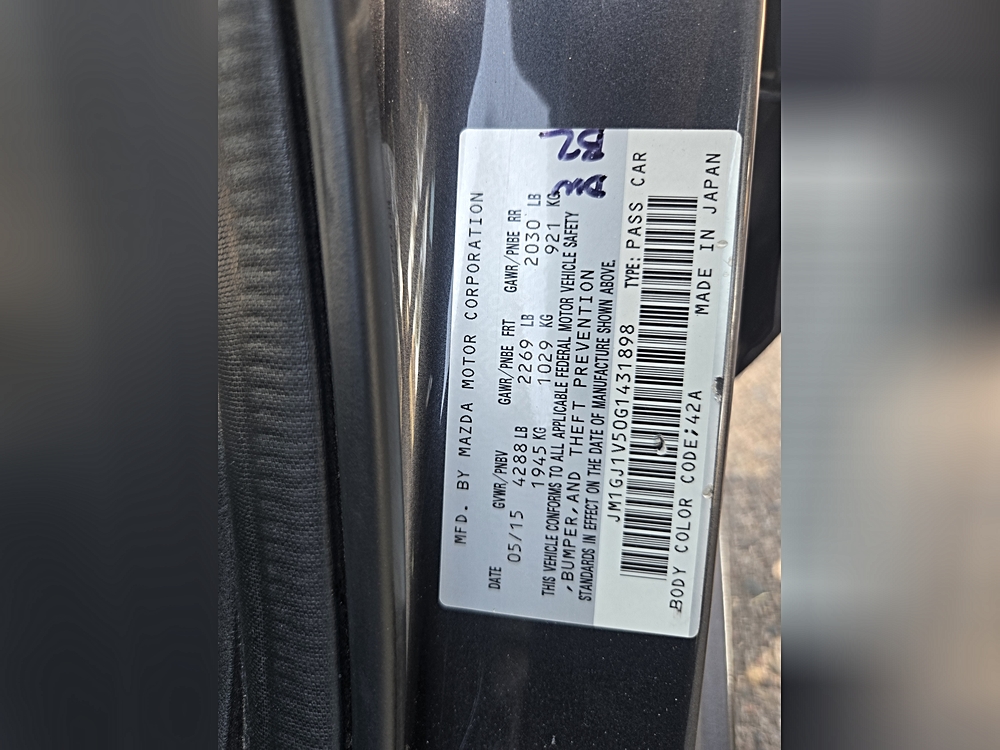 MFD. BY MAZDA MOTOR CORPORATION
DATE GVWR/PNBV GAWR/PNBE FRT GAWR/PNBE RR
05/15 4288 LB 2269 LB 2030 LB
1945 KG 1029 KG 921 KG
THIS VEHICLE CONFORMS TO ALL APPLICABLE FEDERAL MOTOR VEHICLE SAFETY
, BUMPER, AND THEFT PREVENTION
STANDARDS IN EFFECT ON THE DATE OF MANUFACTURE SHOWN ABOVE.
JM1GJ1V50G1431898 TYPE: PASS CAR
BODY COLOR CODE; 42A MADE IN JAPAN